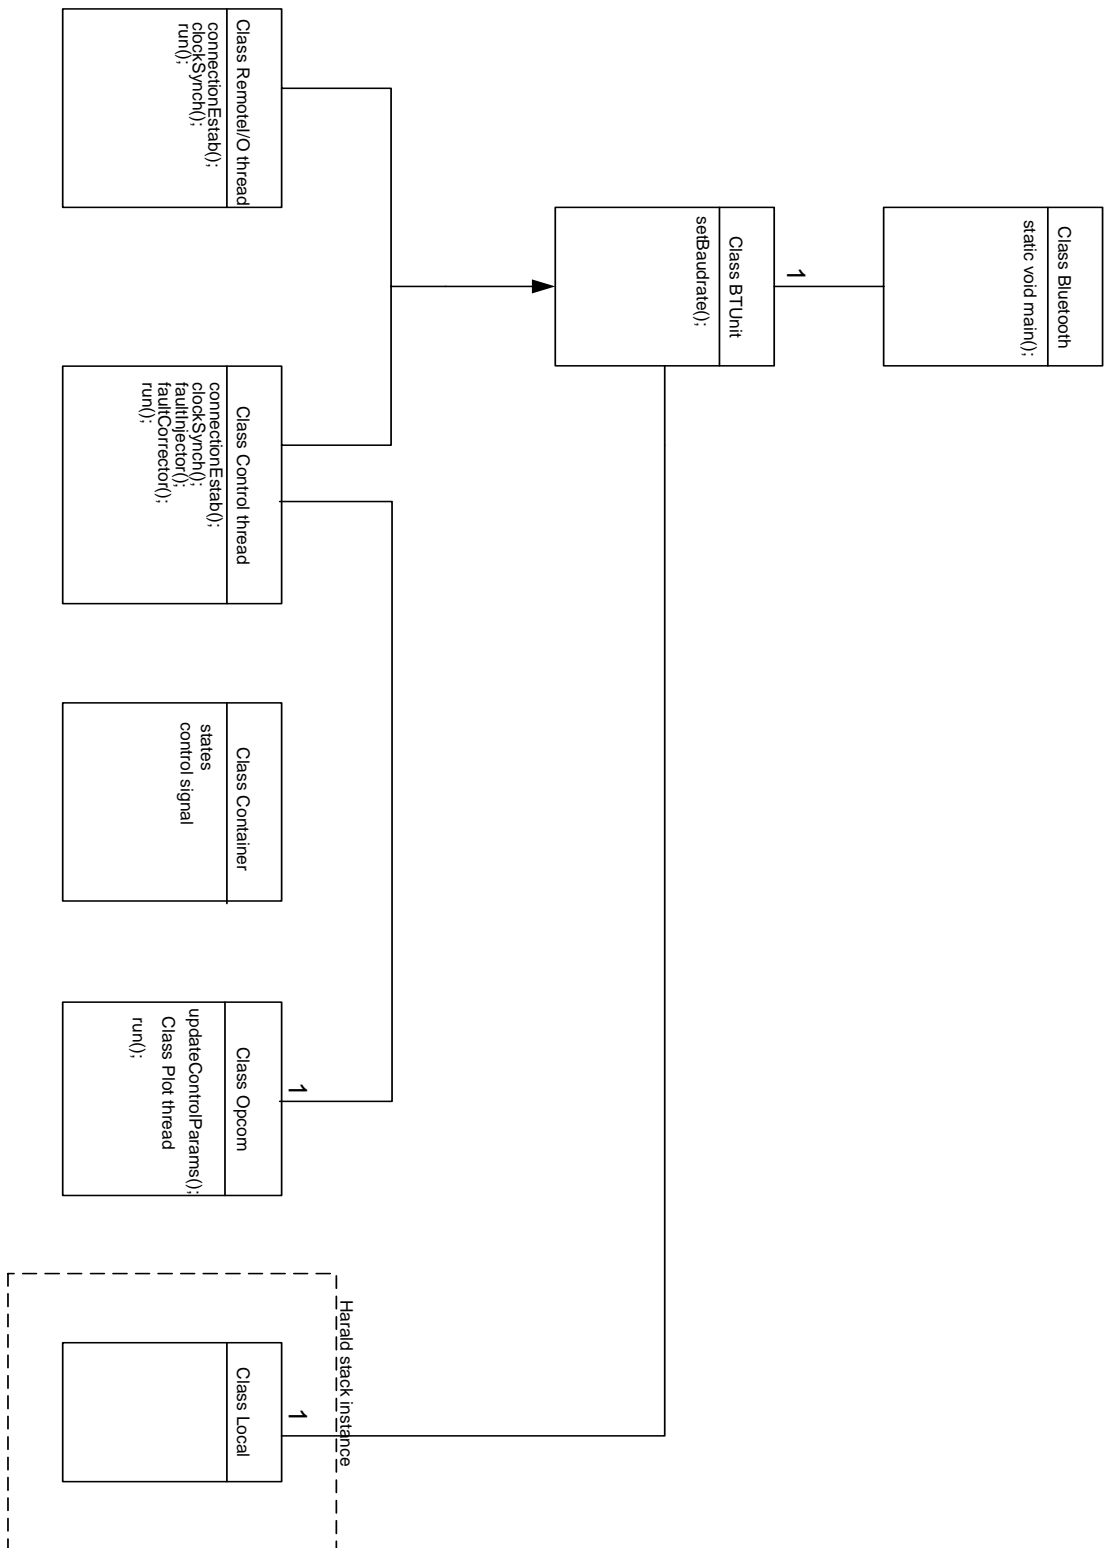 Class Bluetooth
static void main();
1
Class BTUnit
setBaudrate();
Class RemoteI/O thread
connectionEstab();
clockSynch();
run();
Class Control thread
connectionEstab();
clockSynch();
faultInjector();
faultCorrector();
run();
Class Container
states
control signal
1
Class Opcom
updateControlParams();
Class Plot thread
run();
Harald stack instance
1
Class Local